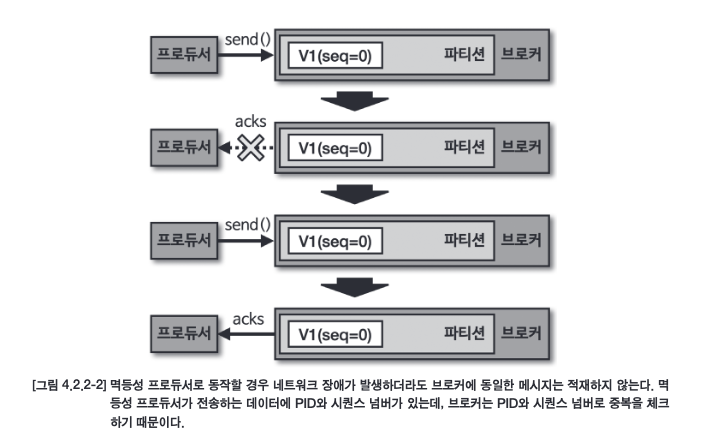 send()
프로듀서
V1(seq=0)
파티션
브로커
acks
프로듀서
V1(seq=0)
파티션
브로커
send()
프로듀서
V1(seq=0)
파티션
브로커
acks
프로듀서
V1(seq=0)
파티션
브로커
[그림 4.2.2-2] 멱등성 프로듀서로 동작할 경우 네트워크 장애가 발생하더라도 브로커에 동일한 메시지는 적재하지 않는다. 멱
등성 프로듀서가 전송하는 데이터에 PID와 시퀀스 넘버가 있는데, 브로커는 PID와 시퀀스 넘버로 중복을 체크
하기 때문이다.